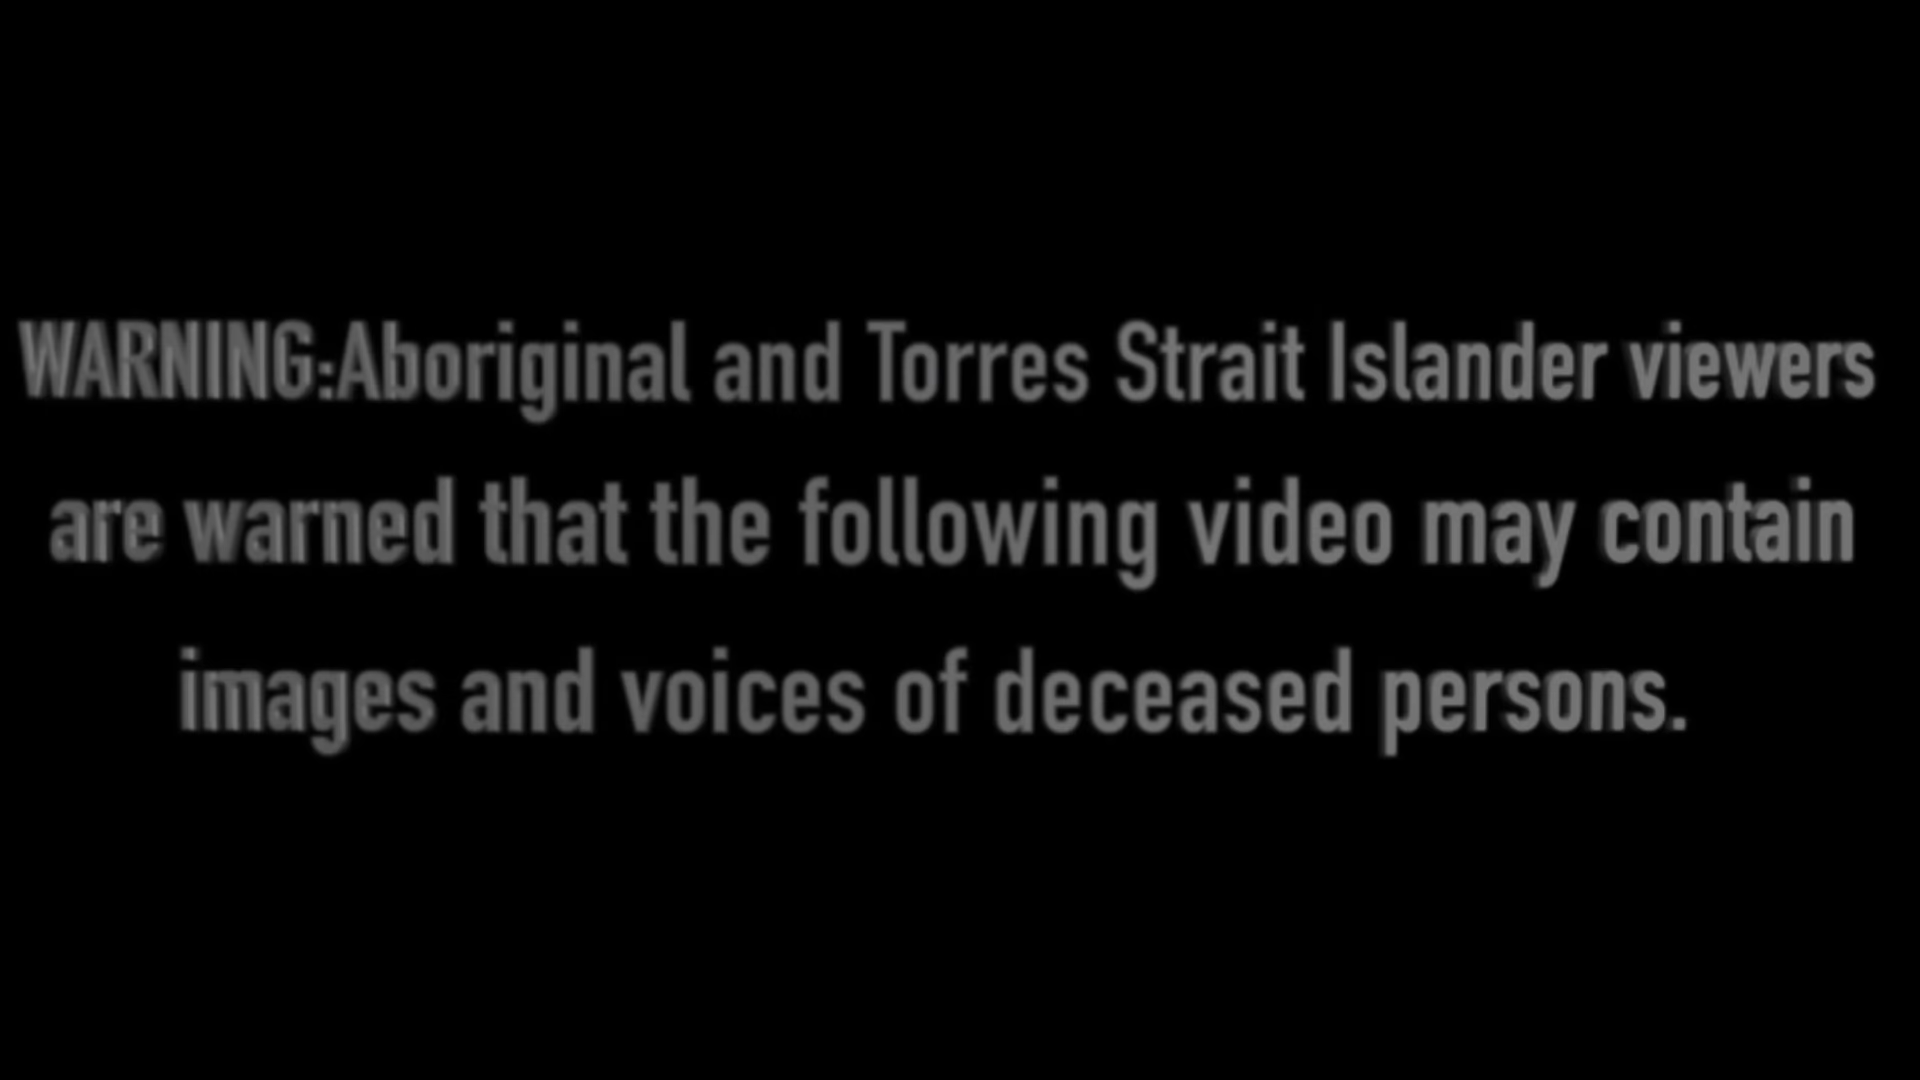 WARNING:Aboriginal and Torres Strait Islander viewers
are warned that the following video may contain
images and voices of deceased persons.